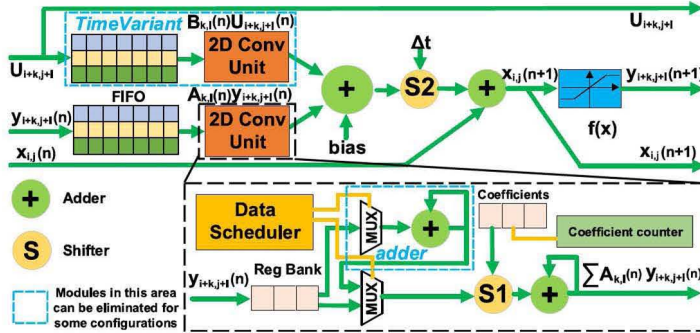 TimeVariant
B_{k,l}(n)U_{i+k,j+l}(n)
2D Conv
Unit
U_{i+k,j+l}
U_{i+k,j+l}
FIFO
A_{k,l}(n)y_{i+k,j+l}(n)
2D Conv
Unit
y_{i+k,j+l}(n)
x_{i,j}(n)
+
bias
Δt
S2
+
x_{i,j}(n+1)
y_{i,j}(n+1)
f(x)
x_{i,j}(n+1)
+ Adder
S Shifter
Modules in this area
can be eliminated for
some configurations
Data
Scheduler
MUX
+
adder
y_{i+k,j+l}(n)
Reg Bank
MUX
Coefficients
Coefficient counter
S1
+
∑A_{k,l}(n) y_{i+k,j+l}(n)